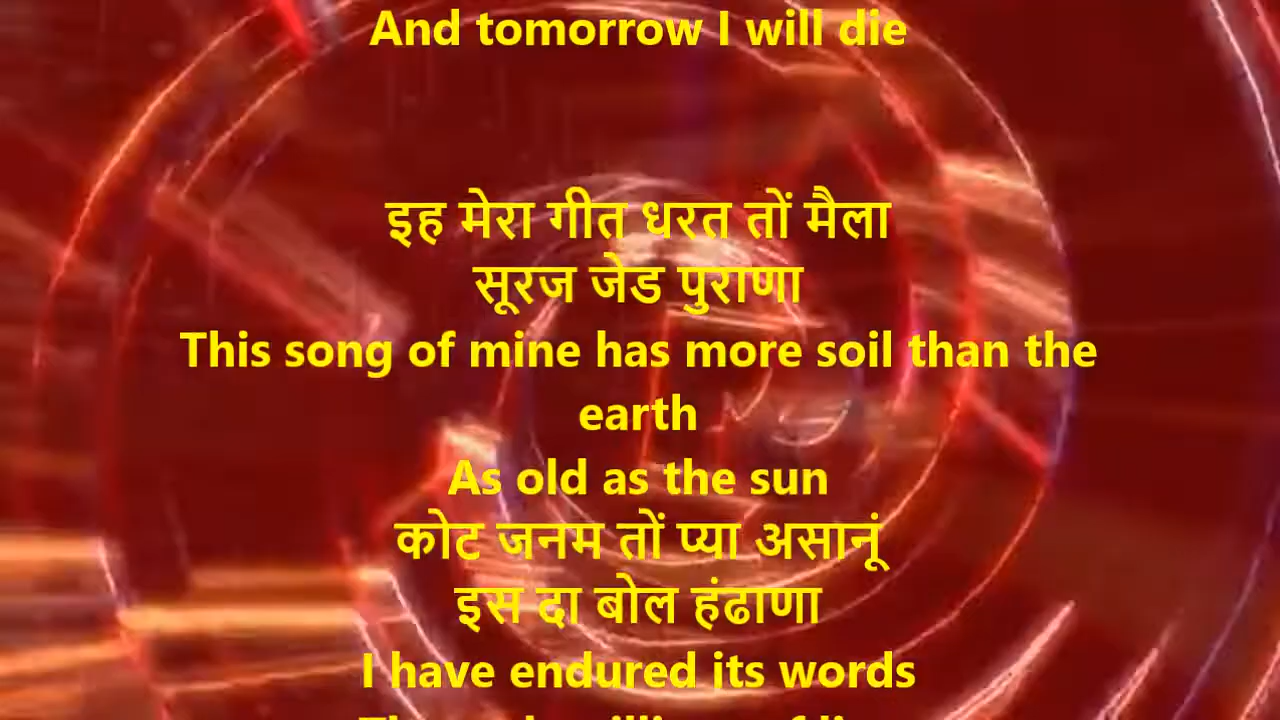 And tomorrow I will die
इह मेरा गीत धरत तों मैला
सूरज जेड पुराणा
This song of mine has more soil than the
earth
As old as the sun
कोट जनम तों प्या असानूं
इस दा बोल हंढाणा
I have endured its words